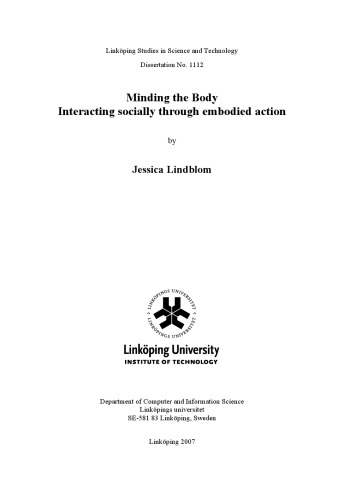 Linköping Studies in Science and Technology
Dissertation No. 1112
Minding the Body
Interacting socially through embodied action
by
Jessica Lindblom
LINKÖPINGS UNIVERSITET
LINKÖPING UNIVERSITET
Linköping University
INSTITUTE OF TECHNOLOGY
Department of Computer and Information Science
Linköpings universitet
SE-581 83 Linköping, Sweden
Linköping 2007